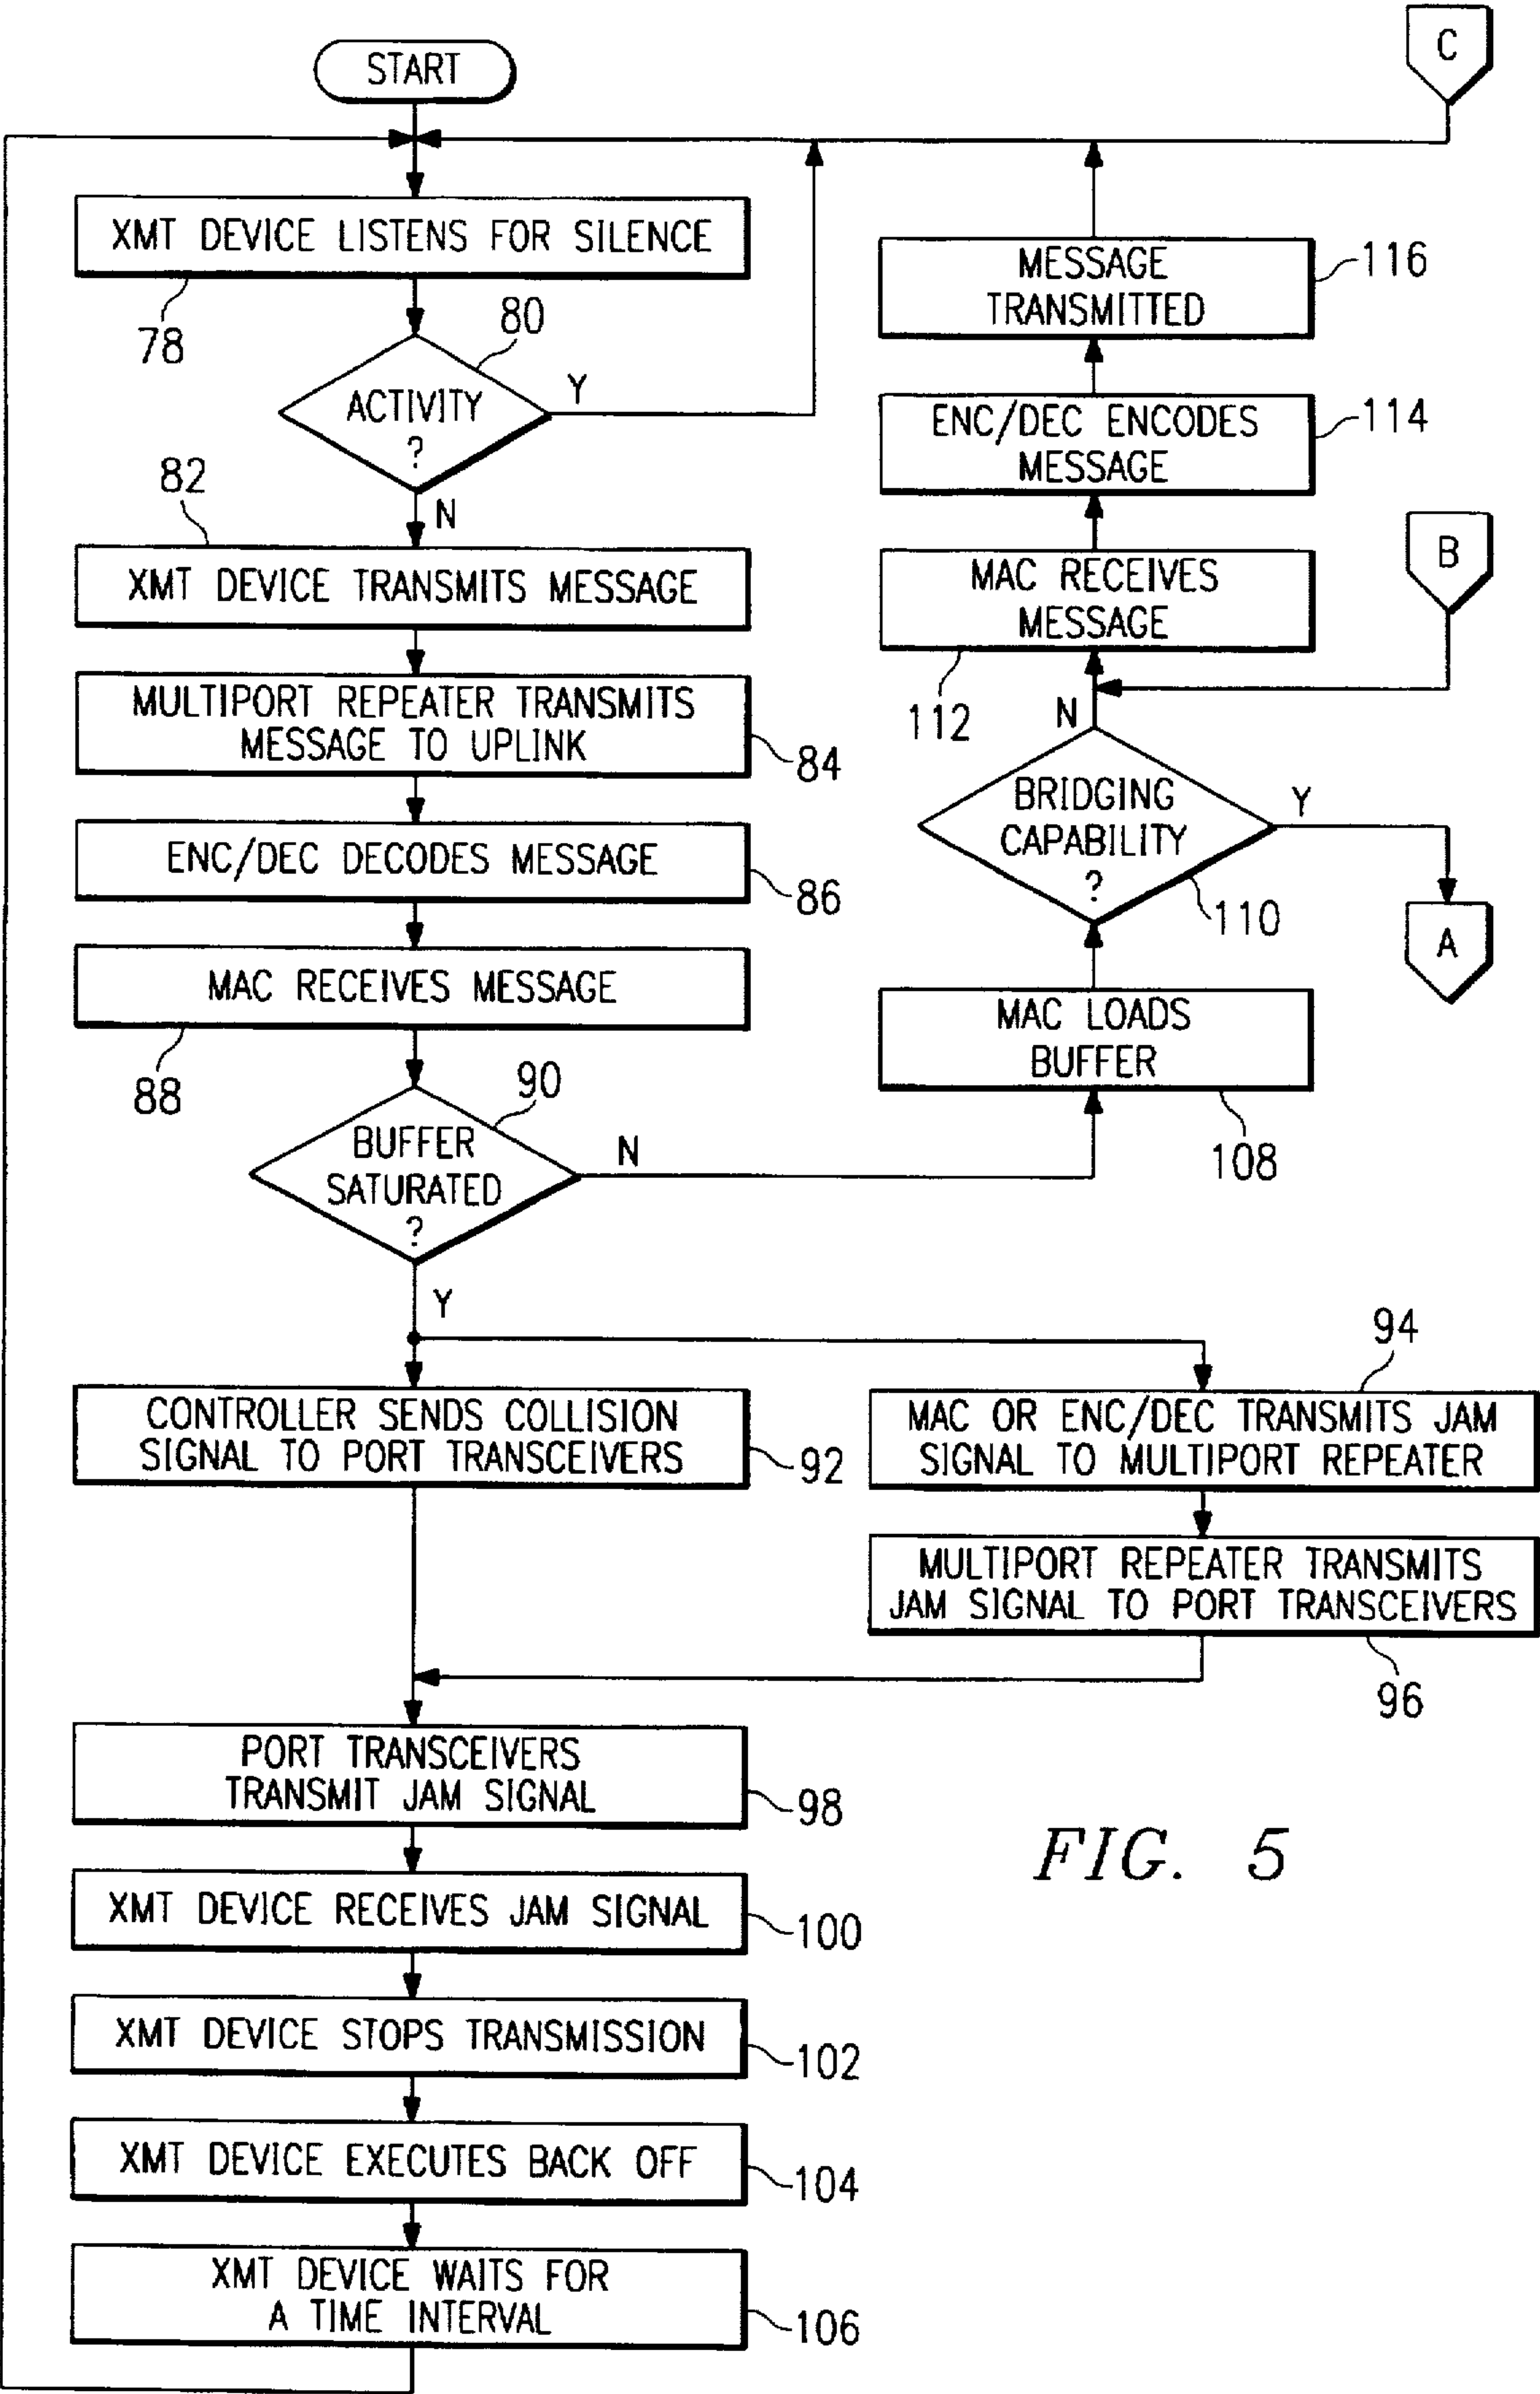 START
XMT DEVICE LISTENS FOR SILENCE
78
80
ACTIVITY
?
Y
N
82
XMT DEVICE TRANSMITS MESSAGE
MULTIPORT REPEATER TRANSMITS
MESSAGE TO UPLINK
84
ENC/DEC DECODES MESSAGE
86
MAC RECEIVES MESSAGE
88
90
BUFFER
SATURATED
?
N
Y
CONTROLLER SENDS COLLISION
SIGNAL TO PORT TRANSCEIVERS
92
94
MAC OR ENC/DEC TRANSMITS JAM
SIGNAL TO MULTIPORT REPEATER
MULTIPORT REPEATER TRANSMITS
JAM SIGNAL TO PORT TRANSCEIVERS
96
PORT TRANSCEIVERS
TRANSMIT JAM SIGNAL
98
XMT DEVICE RECEIVES JAM SIGNAL
100
XMT DEVICE STOPS TRANSMISSION
102
XMT DEVICE EXECUTES BACK OFF
104
XMT DEVICE WAITS FOR
A TIME INTERVAL
106
C
MESSAGE
TRANSMITTED
116
ENC/DEC ENCODES
MESSAGE
114
MAC RECEIVES
MESSAGE
112
B
N
BRIDGING
CAPABILITY
?
Y
110
A
MAC LOADS
BUFFER
108
FIG. 5